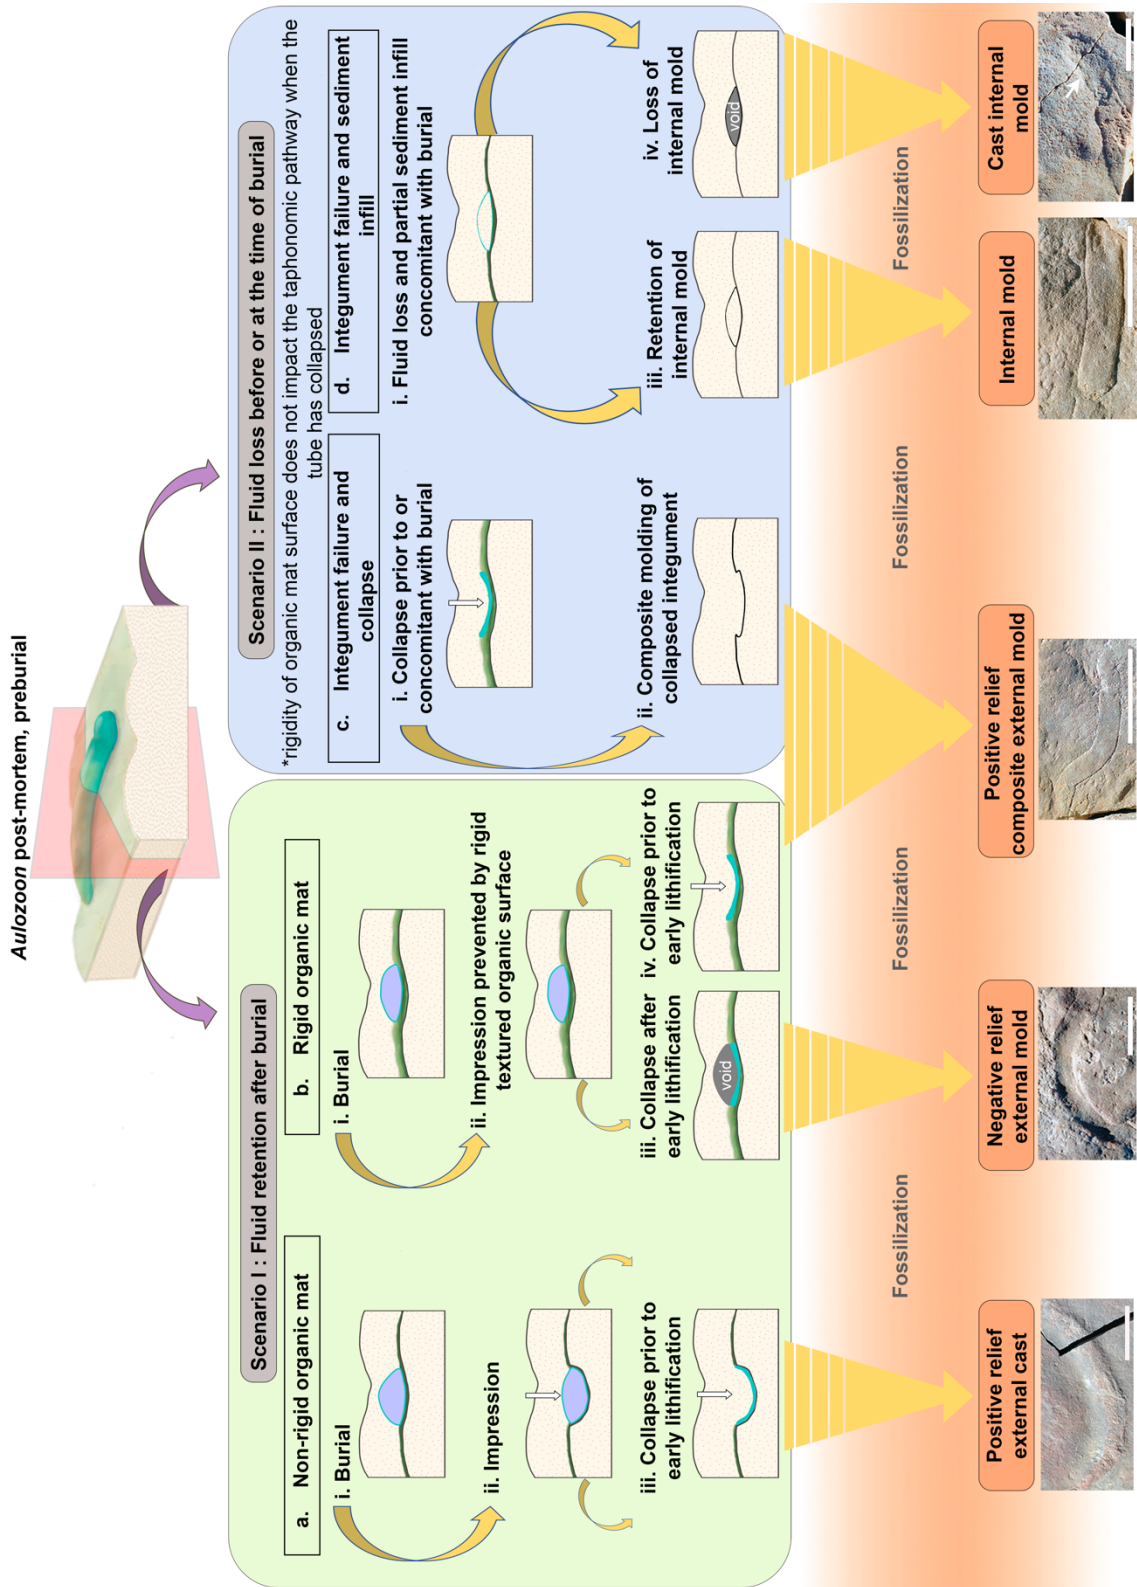 Aulozoon post-mortem, preburial
Scenario I : Fluid retention after burial
a. Non-rigid organic mat
i. Burial
ii. Impression
iii. Collapse prior to
early lithification
b. Rigid organic mat
i. Burial
ii. Impression prevented by rigid
textured organic surface
iii. Collapse after
early lithification
void
iv. Collapse prior to
early lithification
Scenario II : Fluid loss before or at the time of burial
*rigidity of organic mat surface does not impact the taphonomic pathway when the
tube has collapsed
c. Integument failure and
collapse
i. Collapse prior to or
concomitant with burial
ii. Composite molding of
collapsed integument
d. Integument failure and sediment
infill
i. Fluid loss and partial sediment infill
concomitant with burial
iii. Retention of
internal mold
iv. Loss of
internal mold
void
Fossilization
Fossilization
Fossilization
Fossilization
Positive relief
external cast
Negative relief
external mold
Positive relief
composite external mold
Internal mold
Cast internal
mold